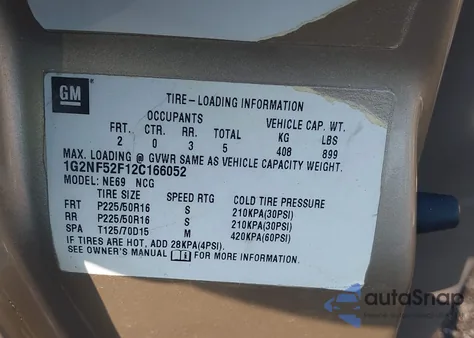 GM
TIRE-LOADING INFORMATION
OCCUPANTS VEHICLE CAP. WT.
FRT. CTR. RR. TOTAL KG LBS
2 0 3 5 408 899
MAX. LOADING @ GVWR SAME AS VEHICLE CAPACITY WEIGHT.
1G2NF52F12C166052
MODEL: NE69 NCG
TIRE SIZE SPEED RTG COLD TIRE PRESSURE
FRT P225/50R16 S 210KPA(30PSI)
RR P225/50R16 S 210KPA(30PSI)
SPA T125/70D15 M 420KPA(60PSI)
IF TIRES ARE HOT, ADD 28KPA(4PSI).
SEE OWNER'S MANUAL FOR MORE INFORMATION
autoSnap